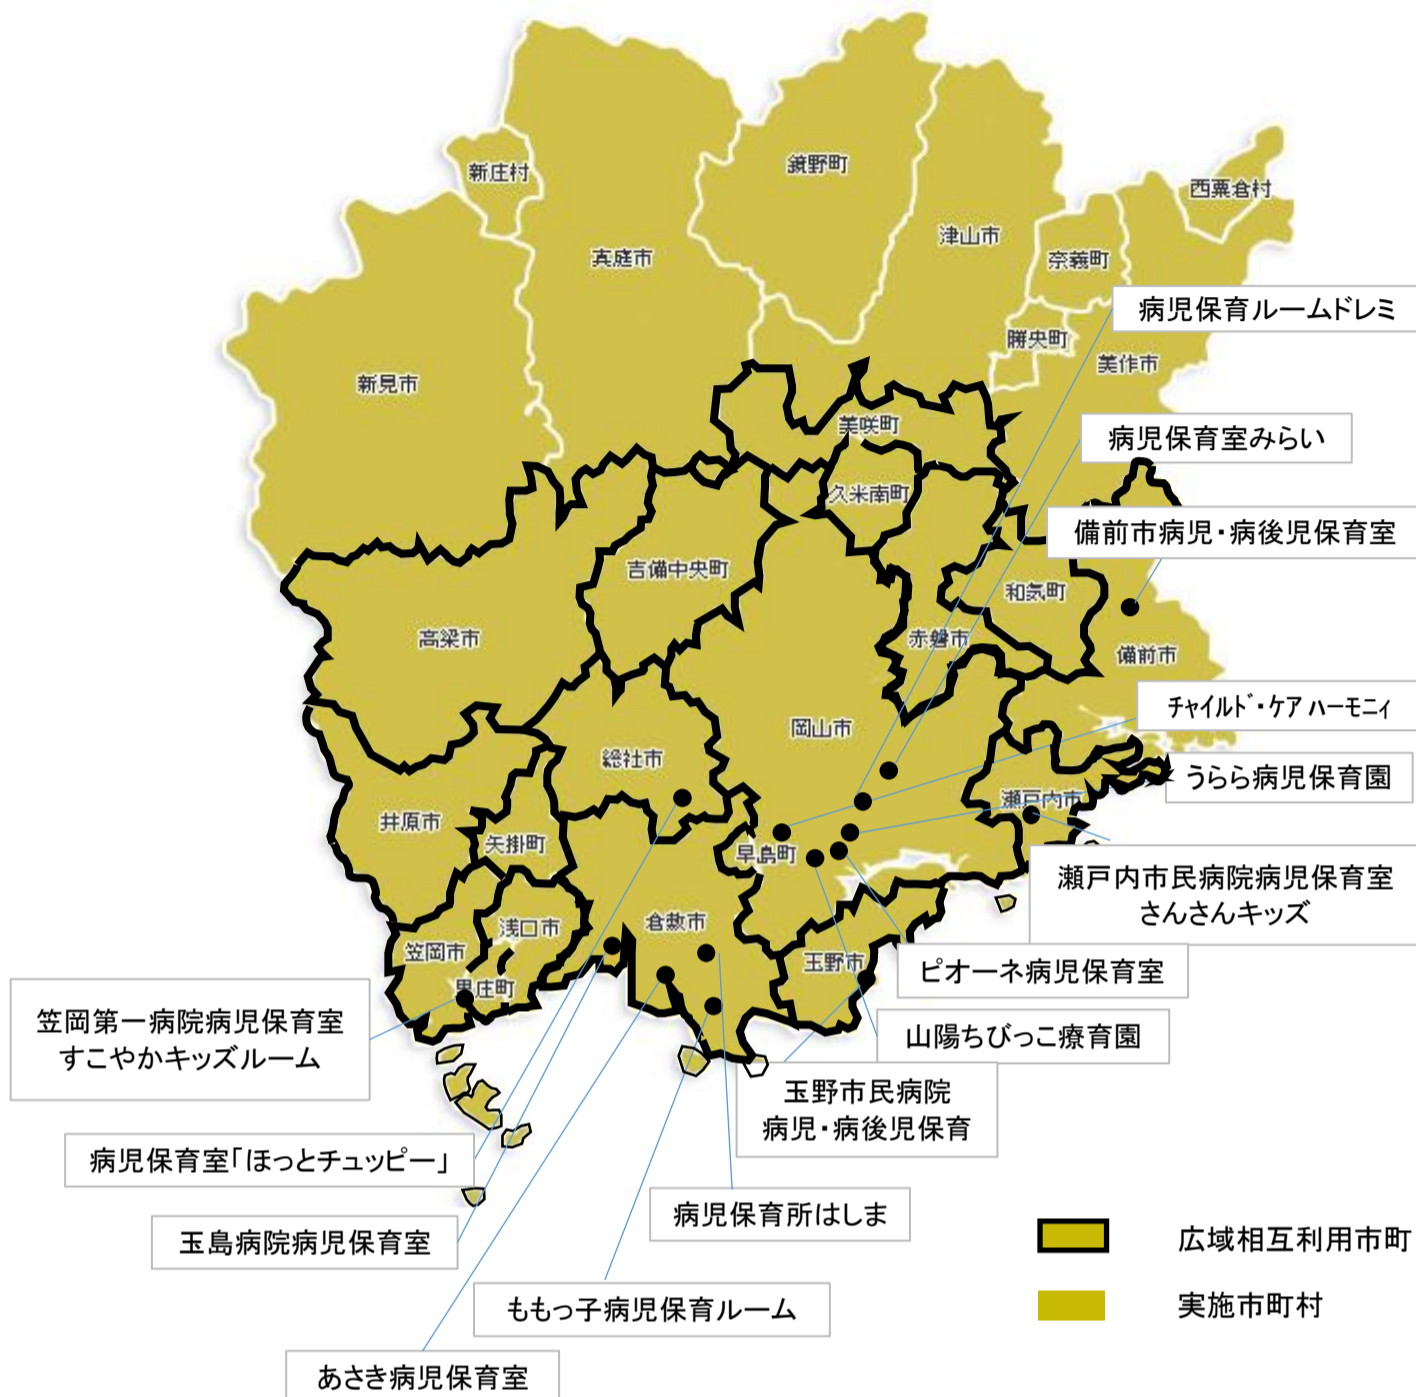 新庄村
鏡野町
西粟倉村
津山市
真庭市
奈義町
病児保育ルームドレミ
勝央町
美作市
新見市
美咲町
病児保育室みらい
久米南町
備前市病児・病後児保育室
吉備中央町
和気町
高梁市
赤磐市
備前市
チャイルド・ケア ハーモニィ
岡山市
総社市
うらら病児保育園
瀬戸内市
井原市
矢掛町
早島町
瀬戸内市民病院病児保育室
さんさんキッズ
浅口市
倉敷市
笠岡市
玉野市
ピオーネ病児保育室
里庄町
笠岡第一病院病児保育室
すこやかキッズルーム
山陽ちびっこ療育園
玉野市民病院
病児・病後児保育
病児保育室「ほっとチュッピー」
病児保育所はしま
玉島病院病児保育室
広域相互利用市町
ももっ子病児保育ルーム
実施市町村
あさき病児保育室